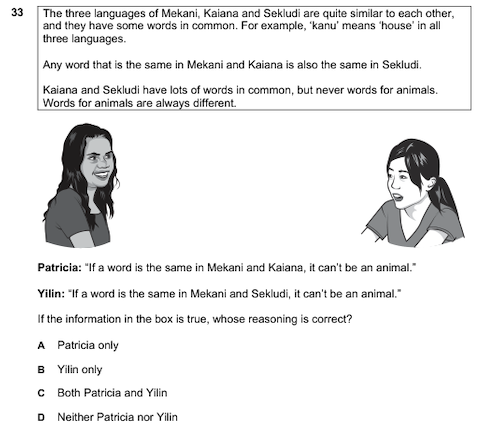 33 The three languages of Mekani, Kaiana and Sekludi are quite similar to each other,
and they have some words in common. For example, ‘kanu’ means ‘house’ in all
three languages.
Any word that is the same in Mekani and Kaiana is also the same in Sekludi.
Kaiana and Sekludi have lots of words in common, but never words for animals.
Words for animals are always different.
Patricia: “If a word is the same in Mekani and Kaiana, it can’t be an animal.”
Yilin: “If a word is the same in Mekani and Sekludi, it can’t be an animal.”
If the information in the box is true, whose reasoning is correct?
A Patricia only
B Yilin only
C Both Patricia and Yilin
D Neither Patricia nor Yilin